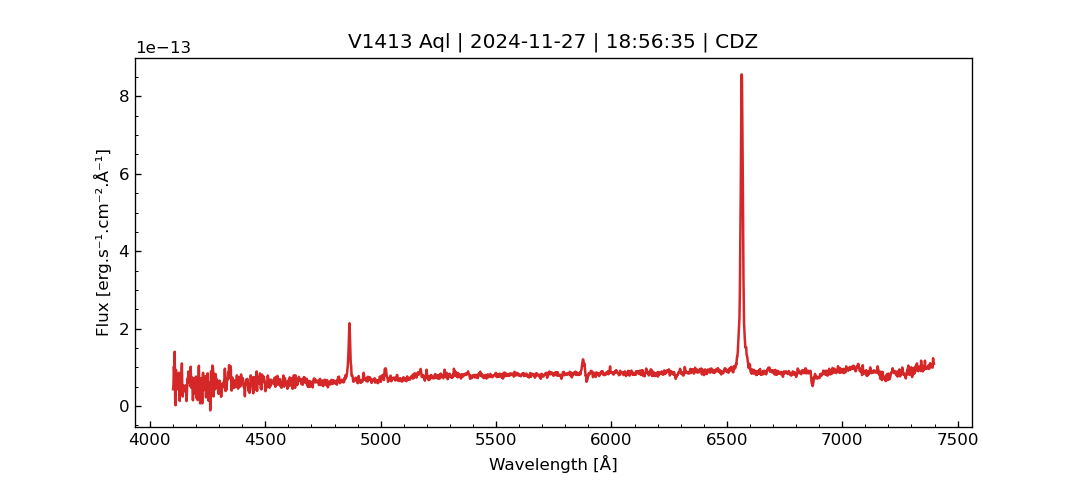 V1413 Aql | 2024-11-27 | 18:56:35 | CDZ
1e−13
8
6
4
2
0
Flux [erg.s⁻¹.cm⁻².Å⁻¹]
4000 4500 5000 5500 6000 6500 7000 7500
Wavelength [Å]